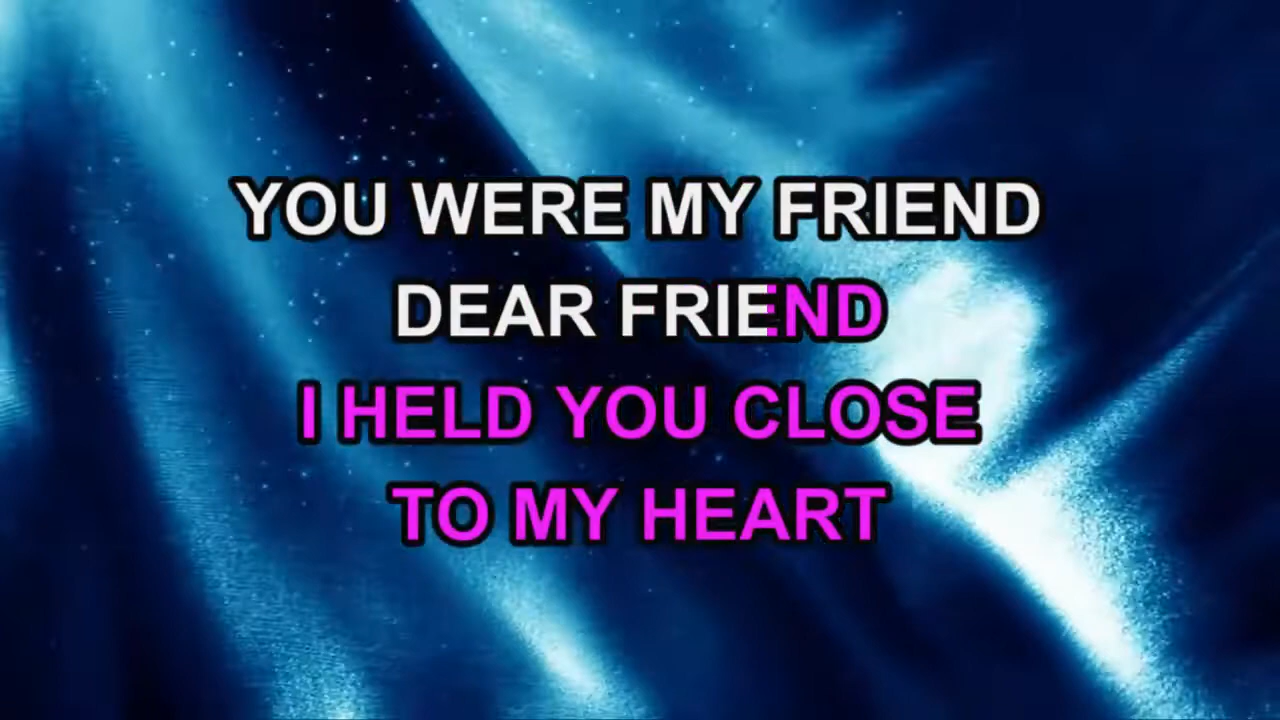 YOU WERE MY FRIEND
DEAR FRIEND
I HELD YOU CLOSE
TO MY HEART